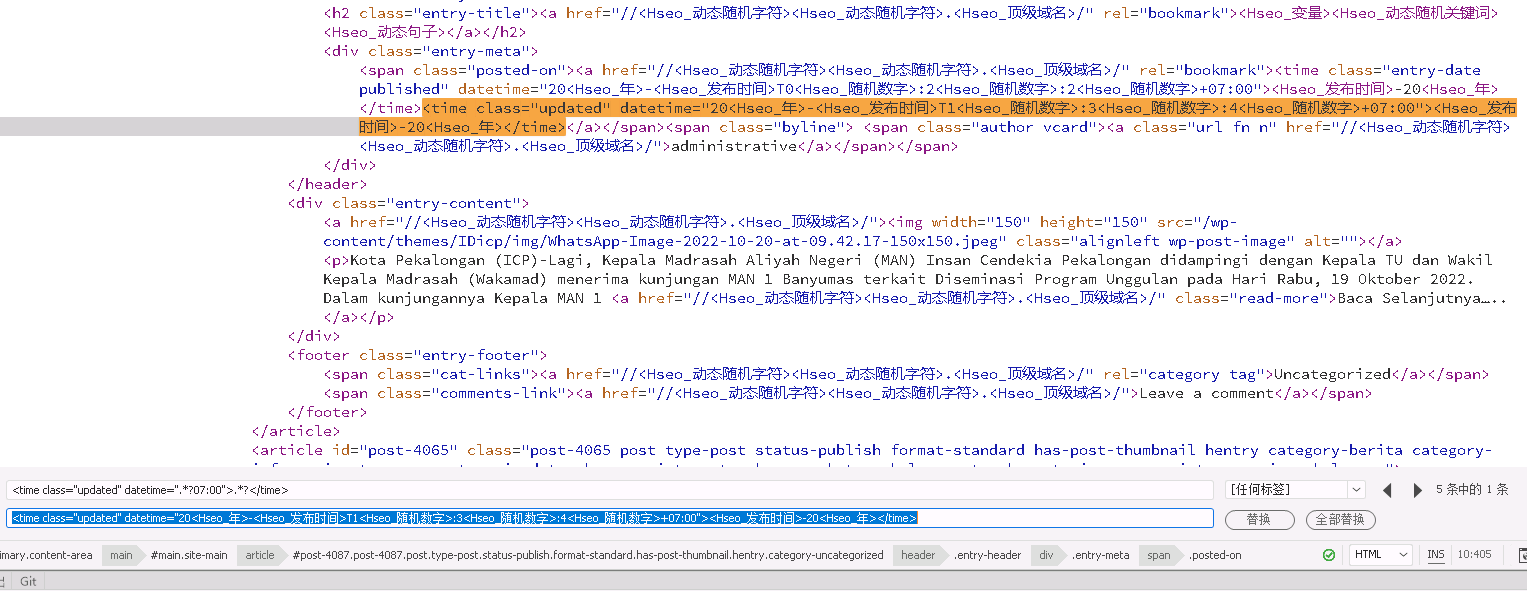 <h2 class="entry-title"><a href="//<Hseo_动态随机字符><Hseo_动态随机字符>.<Hseo_顶级域名>/" rel="bookmark"><Hseo_变量><Hseo_动态随机关键词>
<Hseo_动态句子></a></h2>
<div class="entry-meta">
<span class="posted-on"><a href="//<Hseo_动态随机字符><Hseo_动态随机字符>.<Hseo_顶级域名>/" rel="bookmark"><time class="entry-date
published" datetime="20<Hseo_年>-<Hseo_发布时间>T0<Hseo_随机数字>:2<Hseo_随机数字>:2<Hseo_随机数字>+07:00"><Hseo_发布时间>-20<Hseo_年>
</time><time class="updated" datetime="20<Hseo_年>-<Hseo_发布时间>T1<Hseo_随机数字>:3<Hseo_随机数字>:4<Hseo_随机数字>+07:00"><Hseo_发布
时间>-20<Hseo_年></time></a></span><span class="byline"> <span class="author vcard"><a class="url fn n" href="//<Hseo_动态随机字符>
<Hseo_动态随机字符>.<Hseo_顶级域名>/">administrative</a></span></span>
</div>
</header>
<div class="entry-content">
<a href="//<Hseo_动态随机字符><Hseo_动态随机字符>.<Hseo_顶级域名>/"><img width="150" height="150" src="/wp-
content/themes/IDicp/img/WhatsApp-Image-2022-10-20-at-09.42.17-150x150.jpeg" class="alignleft wp-post-image" alt=""></a>
<p>Kota Pekalongan (ICP)-Lagi, Kepala Madrasah Aliyah Negeri (MAN) Insan Cendekia Pekalongan didampingi dengan Kepala TU dan Wakil
Kepala Madrasah (Wakamad) menerima kunjungan MAN 1 Banyumas terkait Diseminasi Program Unggulan pada Hari Rabu, 19 Oktober 2022.
Dalam kunjungannya Kepala MAN 1 <a href="//<Hseo_动态随机字符><Hseo_动态随机字符>.<Hseo_顶级域名>/" class="read-more">Baca Selanjutnya….
</a></p>
</div>
<footer class="entry-footer">
<span class="cat-links"><a href="//<Hseo_动态随机字符><Hseo_动态随机字符>.<Hseo_顶级域名>/" rel="category tag">Uncategorized</a></span>
<span class="comments-link"><a href="//<Hseo_动态随机字符><Hseo_动态随机字符>.<Hseo_顶级域名>/">Leave a comment</a></span>
</footer>
</article>
<article id="post-4065" class="post-4065 post type-post status-publish format-standard has-post-thumbnail hentry category-berita category-
<time class="updated" datetime=".*?07:00">.*?</time>
[任何标签]
5 条中的 1 条
<time class="updated" datetime="20<Hseo_年>-<Hseo_发布时间>T1<Hseo_随机数字>:3<Hseo_随机数字>:4<Hseo_随机数字>+07:00"><Hseo_发布时间>-20<Hseo_年></time>
替换
全部替换
imary.content-area main #main.site-main article #post-4087.post-4087.post.type-post.status-publish.format-standard.has-post-thumbnail.hentry.category-uncategorized header .entry-header div .entry-meta span .posted-on HTML INS 10:405
Git